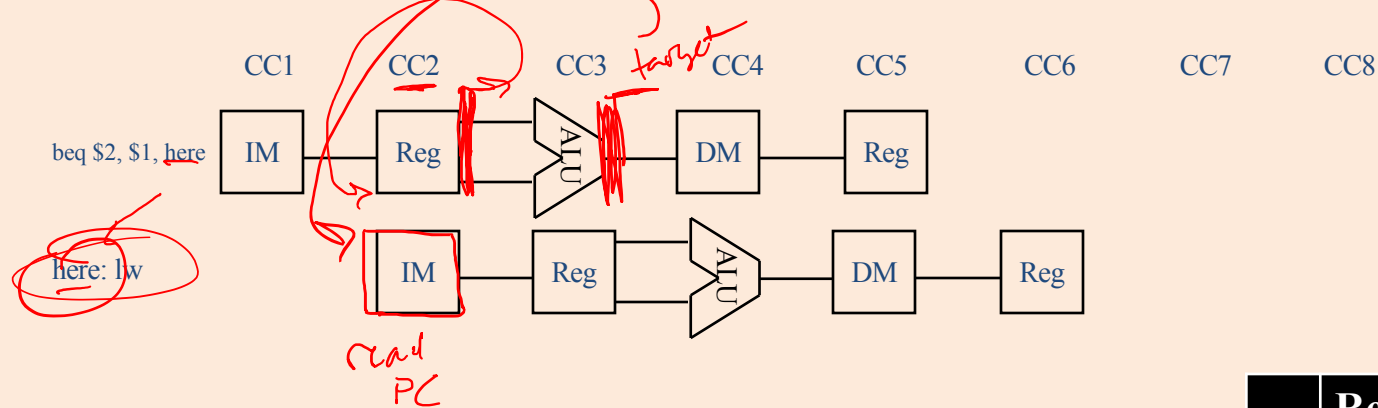 target
CC1 CC2 CC3 CC4 CC5 CC6 CC7 CC8
beq $2, $1, here IM Reg ALU DM Reg
here: lw IM Reg ALU DM Reg
read
PC